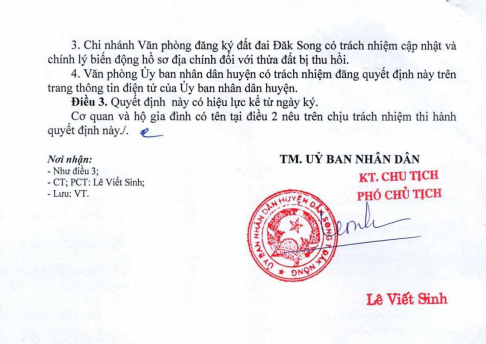 3. Chi nhánh Văn phòng đăng ký đất đai Đăk Song có trách nhiệm cập nhật và
chỉnh lý biến động hồ sơ địa chính đối với thửa đất bị thu hồi.
4. Văn phòng Ủy ban nhân dân huyện có trách nhiệm đăng quyết định này trên
trang thông tin điện tử của Ủy ban nhân dân huyện.
Điều 3. Quyết định này có hiệu lực kể từ ngày ký.
Cơ quan và hộ gia đình có tên tại điều 2 nêu trên chịu trách nhiệm thi hành
quyết định này./.
Nơi nhận:
- Như điều 3;
- CT; PCT: Lê Viết Sinh;
- Lưu: VT.
TM. UỶ BAN NHÂN DÂN
KT. CHỦ TỊCH
PHÓ CHỦ TỊCH
ỦY BAN NHÂN DÂN HUYỆN ĐĂK SONG T. ĐĂK NÔNG
Lê Viết Sinh